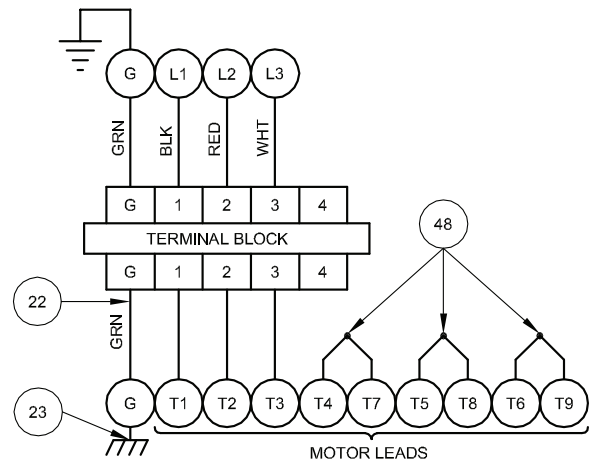 G L1 L2 L3
GRN BLK RED WHT
G 1 2 3 4
TERMINAL BLOCK
G 1 2 3 4
48
22
GRN
23
G T1 T2 T3 T4 T7 T5 T8 T6 T9
MOTOR LEADS